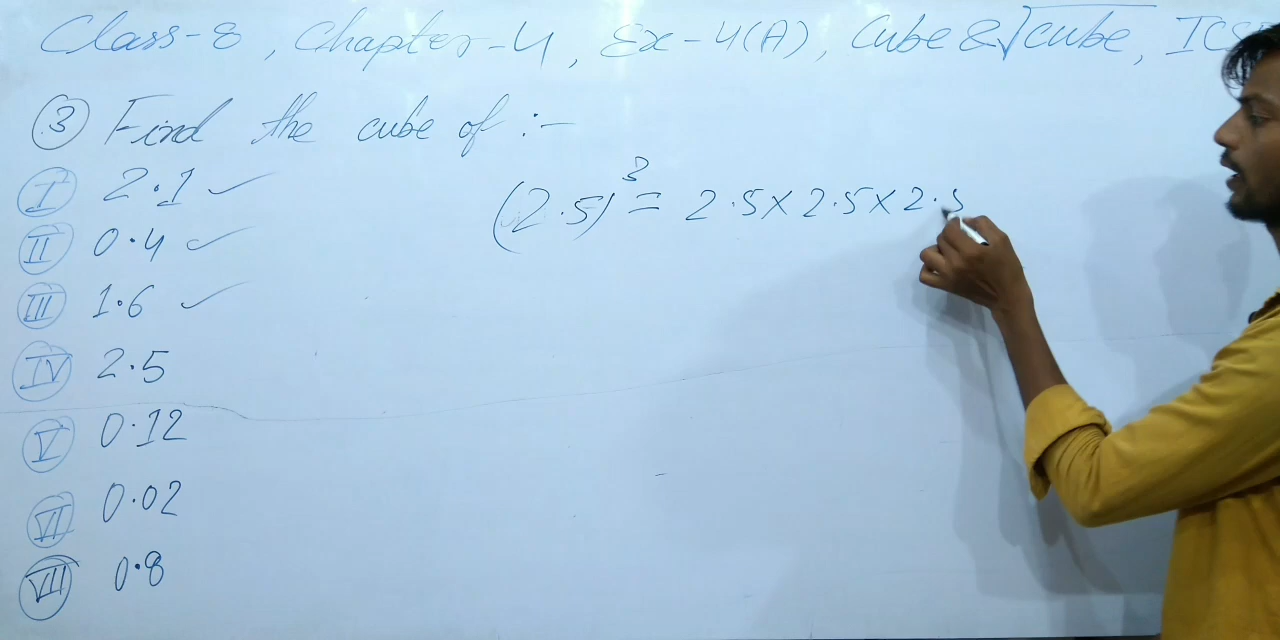 Class-8, Chapter-4, Ex-4(A), Cube & √cube, ICS
③ Find the cube of :-
Ⓘ 2.1 ✓
(II) 0.4 ✓
(III) 1.6 ✓
(IV) 2.5
(V) 0.12
(VI) 0.02
(VII) 0.8
(2.5)³ = 2.5 × 2.5 × 2.5